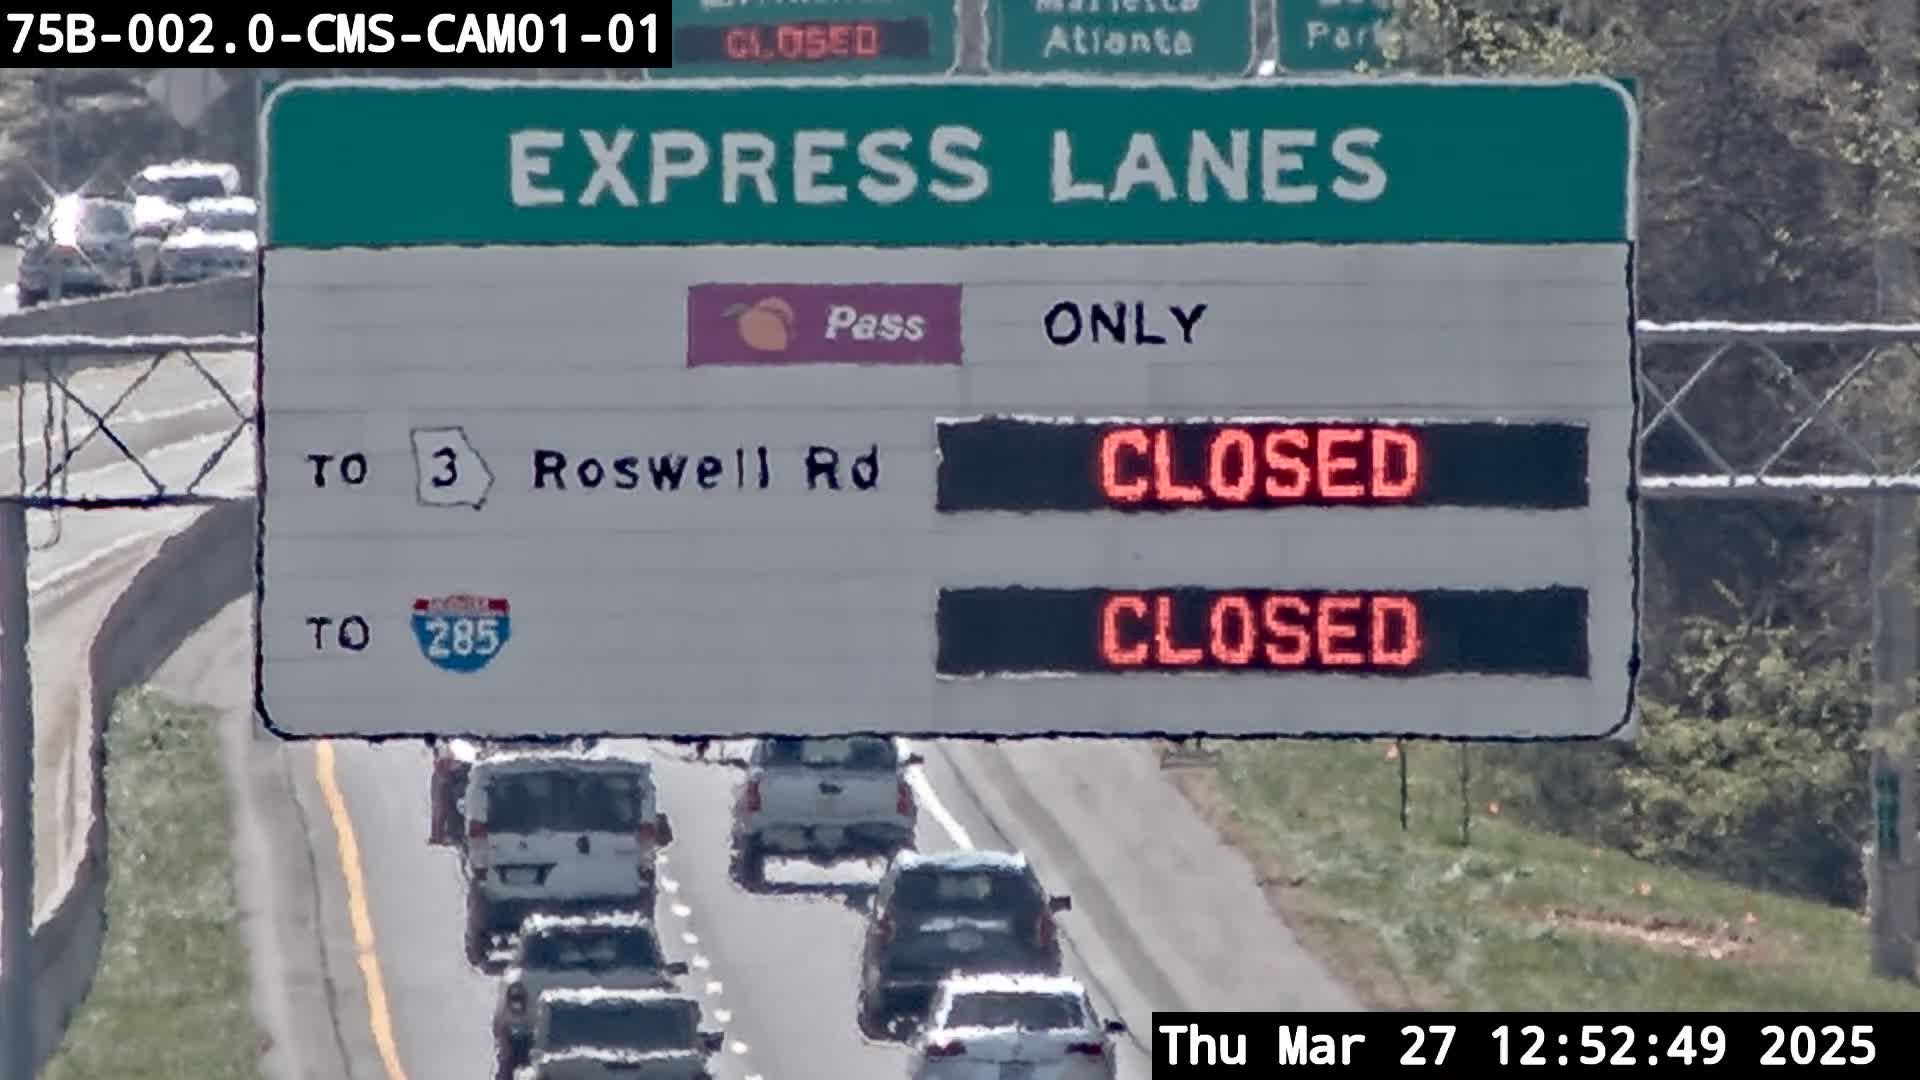 75B-002.0-CMS-CAM01-01
CLOSED
Atlanta
EXPRESS LANES
Pass ONLY
TO 3 Roswell Rd CLOSED
TO 285 CLOSED
Thu Mar 27 12:52:49 2025